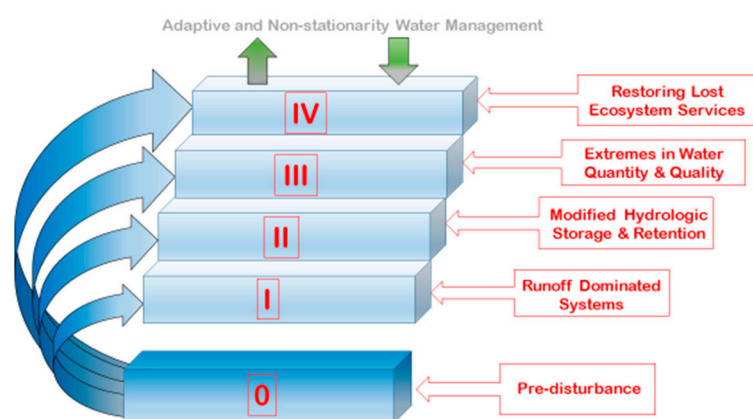 Adaptive and Non-stationarity Water Management
IV
Restoring Lost
Ecosystem Services
III
Extremes in Water
Quantity & Quality
II
Modified Hydrologic
Storage & Retention
I
Runoff Dominated
Systems
0
Pre-disturbance